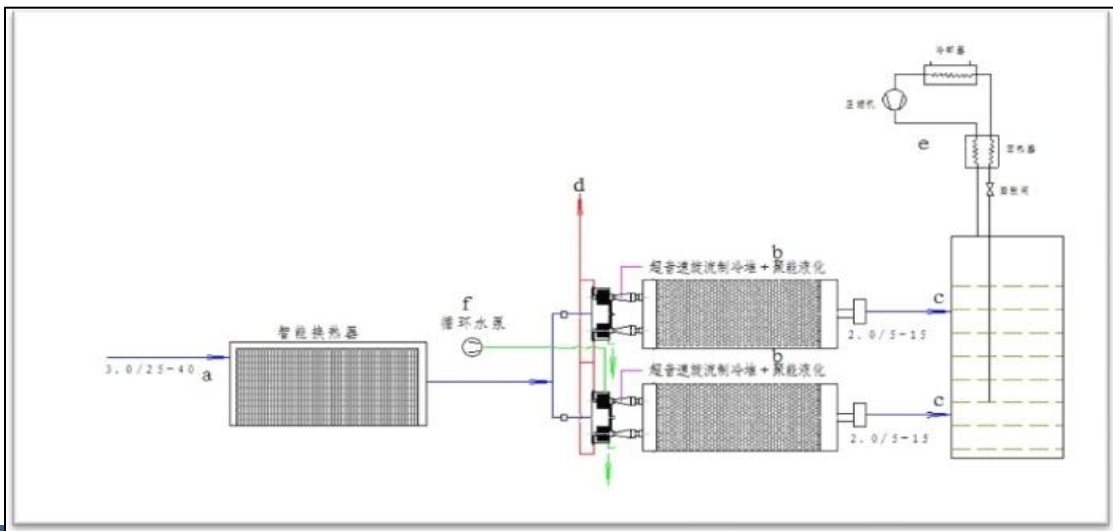 冷却器
压缩机
e
回热器
膨胀阀
d
b
超音速旋流制冷堆+聚能液化
f
循环水泵
c
智能换热器
2.0/5-15
3.0/25-40
a
b
超音速旋流制冷堆+聚能液化
c
2.0/5-15